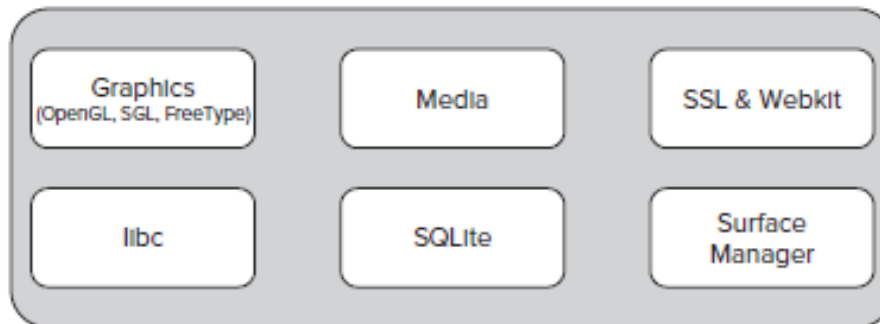 Graphics
(OpenGL, SGL, FreeType)
Media
SSL & Webkit
libc
SQLite
Surface
Manager